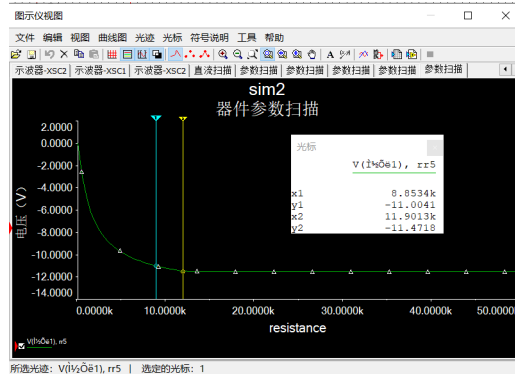 图示仪视图
文件 编辑 视图 曲线图 光迹 光标 符号说明 工具 帮助
示波器-XSC2 示波器-XSC1 示波器-XSC2 直流扫描 参数扫描 参数扫描 参数扫描 参数扫描 参数扫描
sim2
器件参数扫描
电压（V）
2.0000
0.0000
-2.0000
-4.0000
-6.0000
-8.0000
-10.0000
-12.0000
-14.0000
光标
V(Ì½Õë1), rr5
x1 8.8534k
y1 -11.0041
x2 11.9013k
y2 -11.4718
0.0000k 10.0000k 20.0000k 30.0000k 40.0000k 50.0000
resistance
V(Ì½Õë1), rr5
所选光迹：V(Ì½Õë1), rr5 | 选定的光标：1